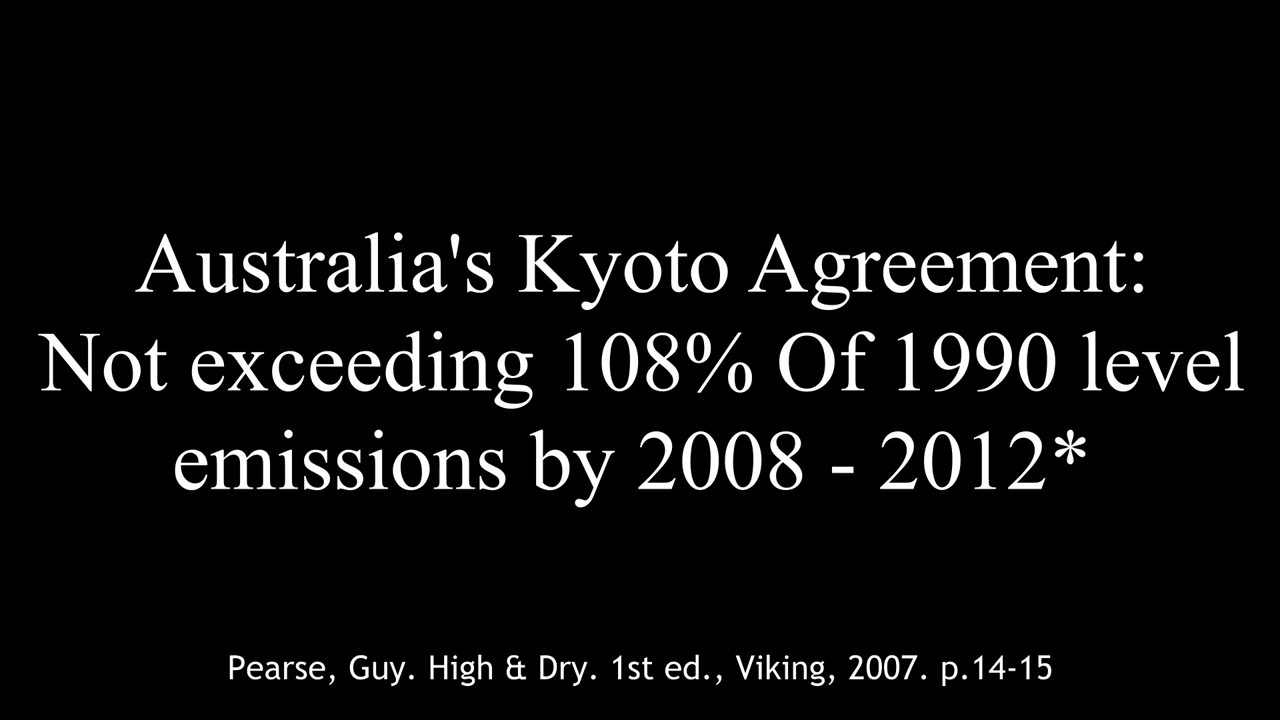 Australia's Kyoto Agreement:
Not exceeding 108% Of 1990 level
emissions by 2008 - 2012*
Pearse, Guy. High & Dry. 1st ed., Viking, 2007. p.14-15